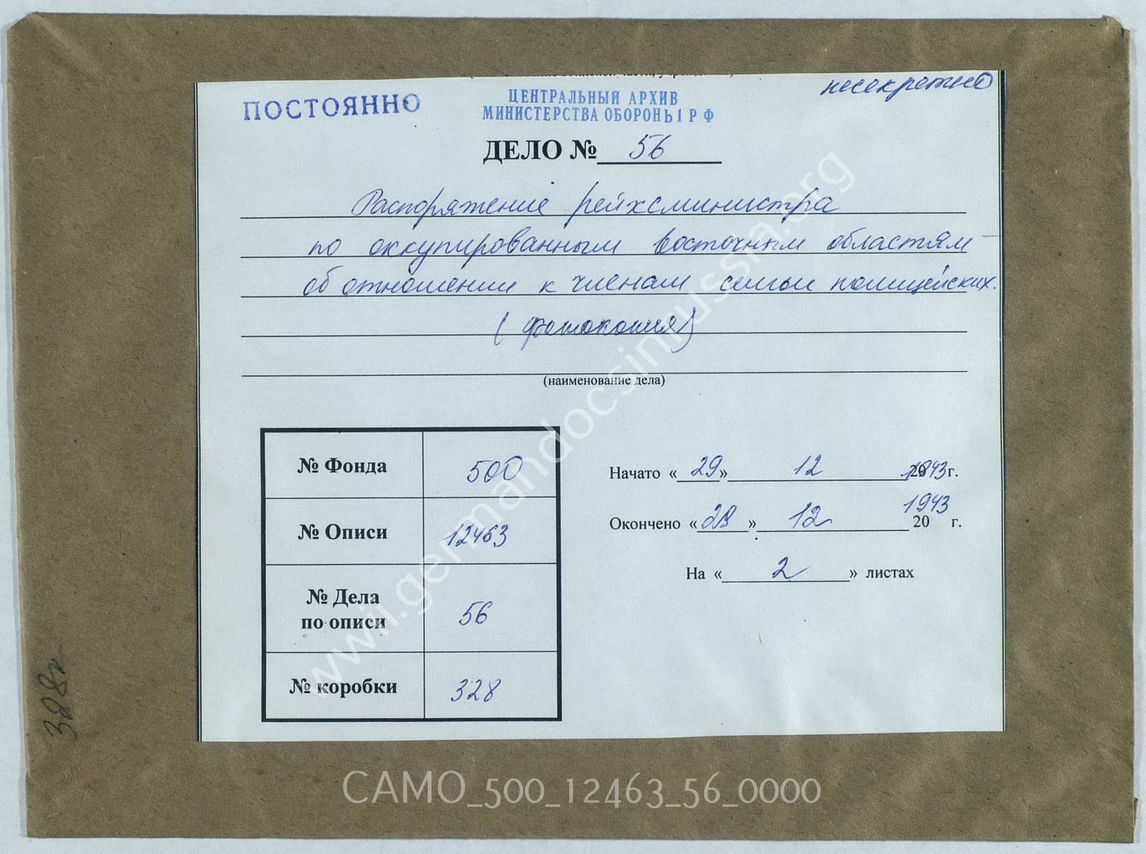 несекретно
ПОСТОЯННО
ЦЕНТРАЛЬНЫЙ АРХИВ
МИНИСТЕРСТВА ОБОРОНЫ РФ
ДЕЛО № 56
Распоряжение рейхсминистра
по оккупированным восточным областям
об отношении к членам семьи полицейских.
(фотокопия)
(наименование дела)
№ Фонда 500
№ Описи 12463
№ Дела
по описи 56
№ коробки 328
Начато «29» 12 1943 г.
Окончено «29» 12 20 1943 г.
На «2» листах
328
www.germandocsinrussia.org
CAMO_500_12463_56_0000